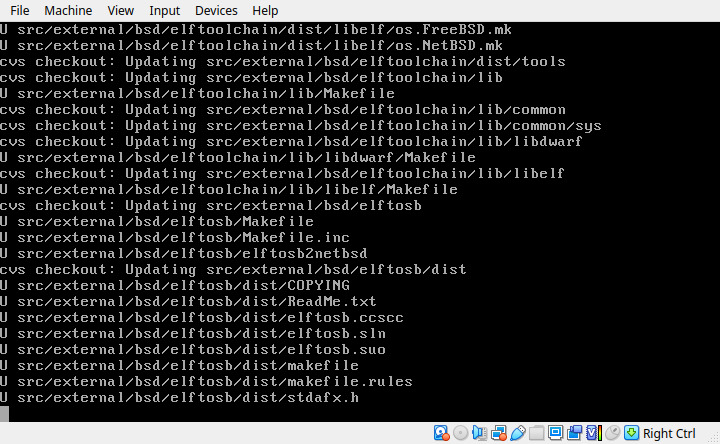 File Machine View Input Devices Help
U src/external/bsd/elftoolchain/dist/libelf/os.FreeBSD.mk
U src/external/bsd/elftoolchain/dist/libelf/os.NetBSD.mk
cvs checkout: Updating src/external/bsd/elftoolchain/dist/tools
cvs checkout: Updating src/external/bsd/elftoolchain/lib
U src/external/bsd/elftoolchain/lib/Makefile
cvs checkout: Updating src/external/bsd/elftoolchain/lib/common
cvs checkout: Updating src/external/bsd/elftoolchain/lib/common/sys
cvs checkout: Updating src/external/bsd/elftoolchain/lib/libdwarf
U src/external/bsd/elftoolchain/lib/libdwarf/Makefile
cvs checkout: Updating src/external/bsd/elftoolchain/lib/libelf
U src/external/bsd/elftoolchain/lib/libelf/Makefile
cvs checkout: Updating src/external/bsd/elftosb
U src/external/bsd/elftosb/Makefile
U src/external/bsd/elftosb/Makefile.inc
U src/external/bsd/elftosb/elftosb2netbsd
cvs checkout: Updating src/external/bsd/elftosb/dist
U src/external/bsd/elftosb/dist/COPYING
U src/external/bsd/elftosb/dist/ReadMe.txt
U src/external/bsd/elftosb/dist/elftosb.ccscc
U src/external/bsd/elftosb/dist/elftosb.sln
U src/external/bsd/elftosb/dist/elftosb.suo
U src/external/bsd/elftosb/dist/makefile
U src/external/bsd/elftosb/dist/makefile.rules
U src/external/bsd/elftosb/dist/stdafx.h
Right Ctrl